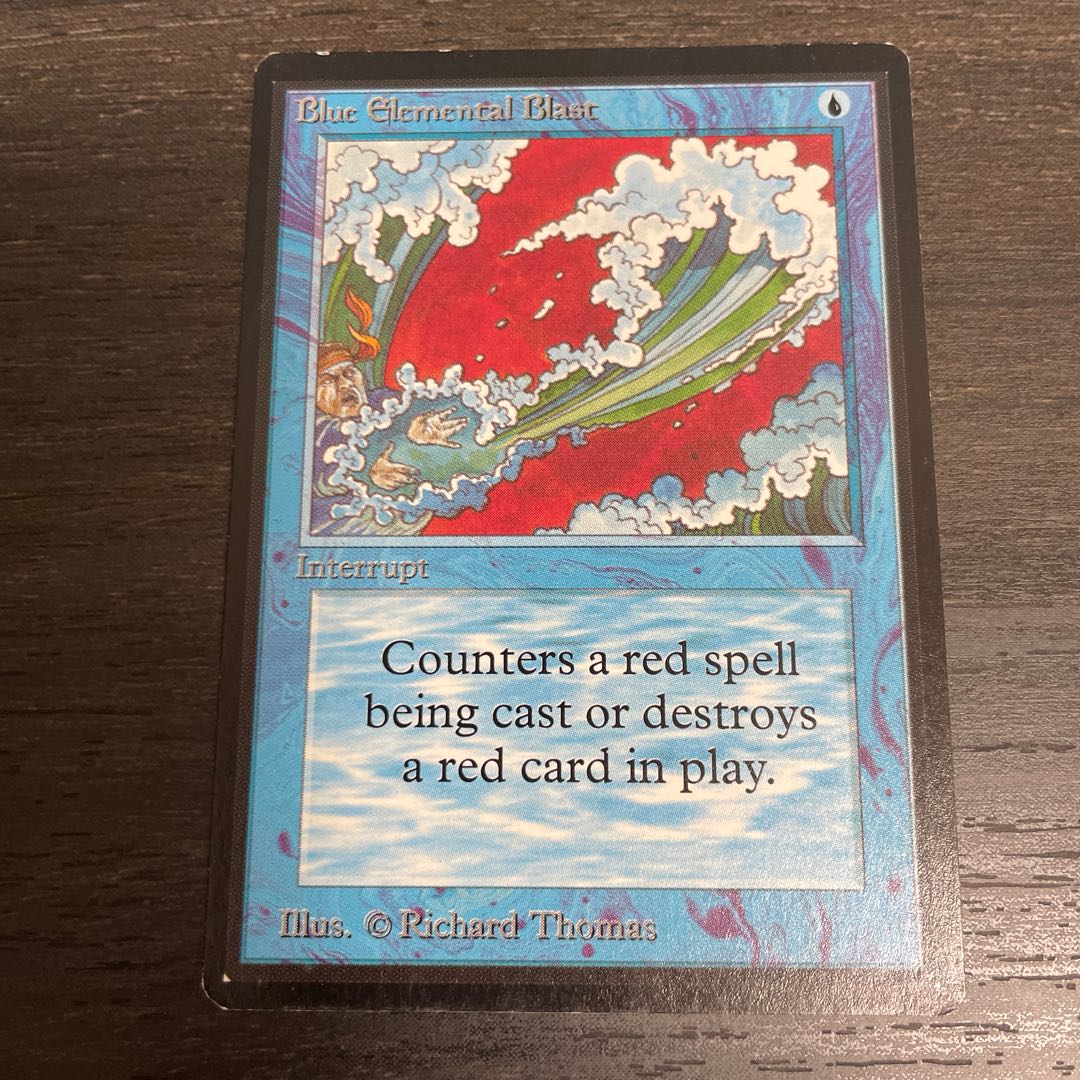 Blue Elemental Blast
Interrupt
Counters a red spell
being cast or destroys
a red card in play.
Illus. © Richard Thomas